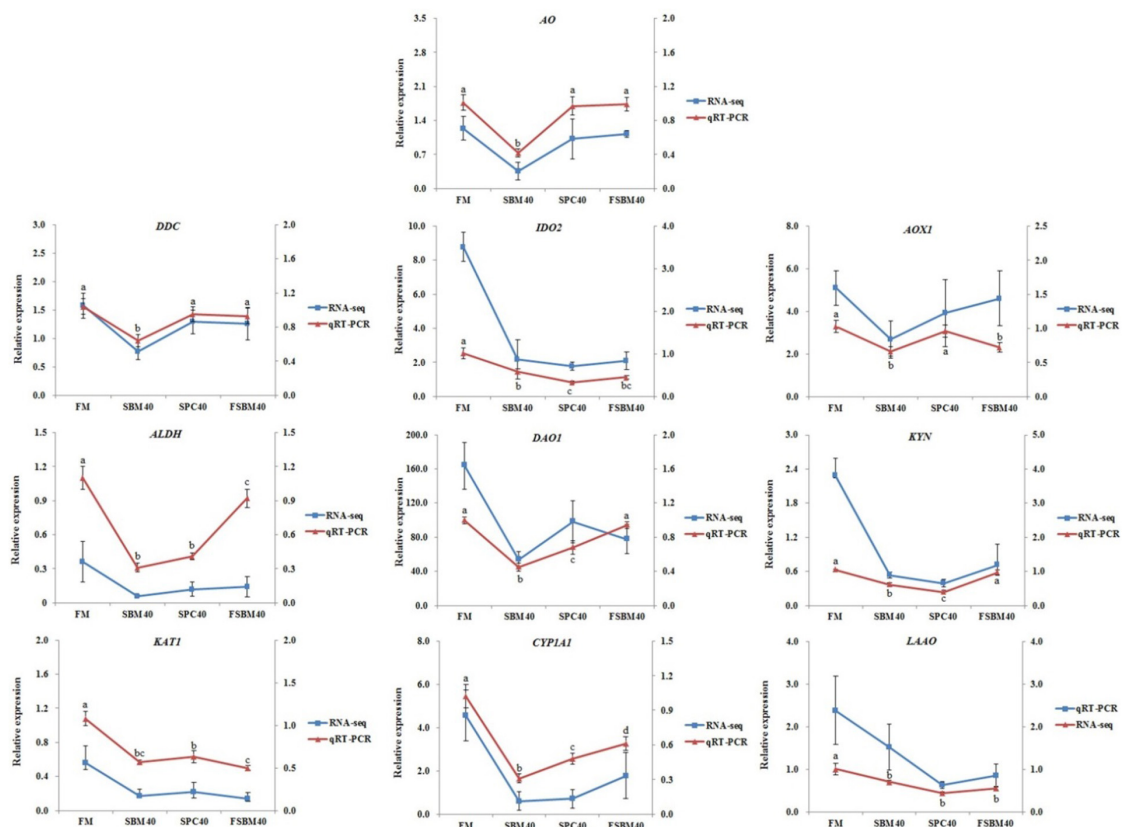 AO
3.5
2.8
2.1
1.4
0.7
0.0
Relative expression
a
b
a
a
2.0
1.6
1.2
0.8
0.4
0.0
FM SBM40 SPC40 FSBM40
RNA-seq
qRT-PCR
DDC
3.0
2.5
2.0
1.5
1.0
0.5
0.0
Relative expression
a
b
a
a
2.0
1.6
1.2
0.8
0.4
0.0
FM SBM40 SPC40 FSBM40
RNA-seq
qRT-PCR
IDO2
10.0
8.0
6.0
4.0
2.0
0.0
Relative expression
a
b
c
bc
4.0
3.0
2.0
1.0
0.0
FM SBM40 SPC40 FSBM40
RNA-seq
qRT-PCR
AOX1
8.0
6.0
4.0
2.0
0.0
Relative expression
a
b
a
b
2.5
2.0
1.5
1.0
0.5
0.0
FM SBM40 SPC40 FSBM40
RNA-seq
qRT-PCR
ALDH
1.5
1.2
0.9
0.6
0.3
0
Relative expression
a
b
b
c
1.5
1.2
0.9
0.6
0.3
0.0
FM SBM40 SPC40 FSBM40
RNA-seq
qRT-PCR
DAO1
200.0
160.0
120.0
80.0
40.0
0.0
Relative expression
a
b
c
a
2.0
1.6
1.2
0.8
0.4
0.0
FM SBM40 SPC40 FSBM40
RNA-seq
qRT-PCR
KYN
3.0
2.4
1.8
1.2
0.6
0.0
Relative expression
a
b
c
a
5.0
4.0
3.0
2.0
1.0
0.0
FM SBM40 SPC40 FSBM40
RNA-seq
qRT-PCR
KAT1
2.0
1.6
1.2
0.8
0.4
0.0
Relative expression
a
bc
b
c
2.0
1.5
1.0
0.5
0.0
FM SBM40 SPC40 FSBM40
RNA-seq
qRT-PCR
CYP1A1
8.0
6.0
4.0
2.0
0.0
Relative expression
a
b
c
d
1.5
1.2
0.9
0.6
0.3
0.0
FM SBM40 SPC40 FSBM40
RNA-seq
qRT-PCR
LAAO
4.0
3.0
2.0
1.0
0.0
Relative expression
a
b
b
b
4.0
3.0
2.0
1.0
0.0
FM SBM40 SPC40 FSBM40
qRT-PCR
RNA-seq